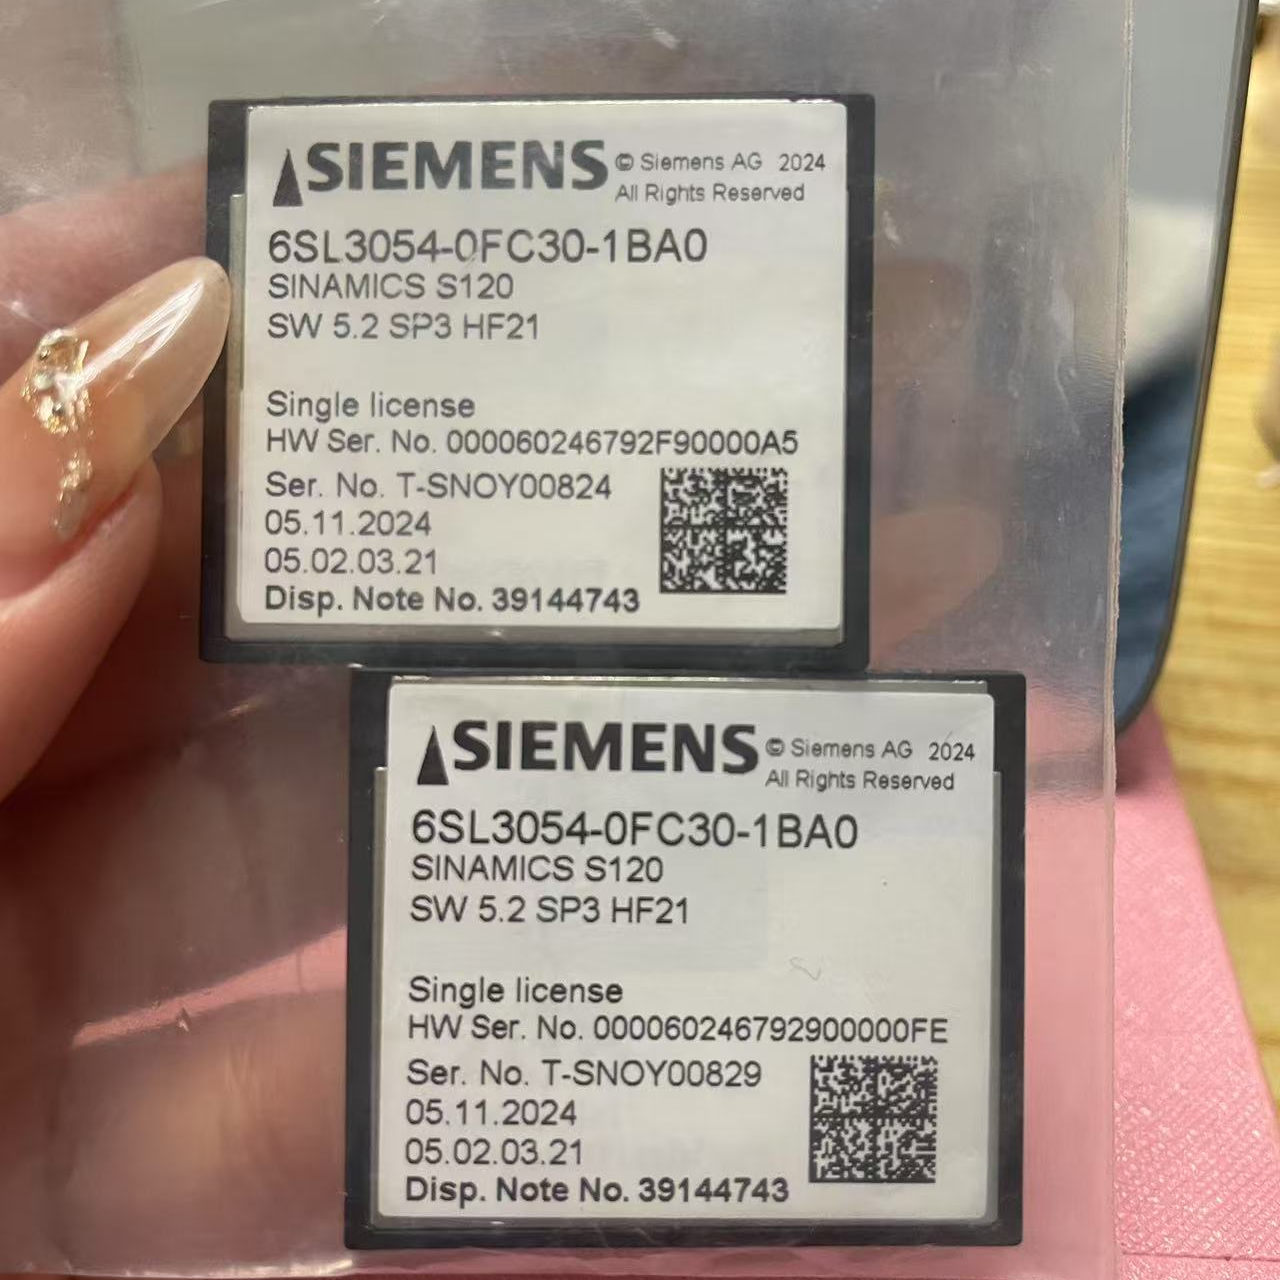 SIEMENS © Siemens AG 2024
All Rights Reserved
6SL3054-0FC30-1BA0
SINAMICS S120
SW 5.2 SP3 HF21
Single license
HW Ser. No. 000060246792F90000A5
Ser. No. T-SNOY00824
05.11.2024
05.02.03.21
Disp. Note No. 39144743
SIEMENS © Siemens AG 2024
All Rights Reserved
6SL3054-0FC30-1BA0
SINAMICS S120
SW 5.2 SP3 HF21
Single license
HW Ser. No. 000060246792900000FE
Ser. No. T-SNOY00829
05.11.2024
05.02.03.21
Disp. Note No. 39144743